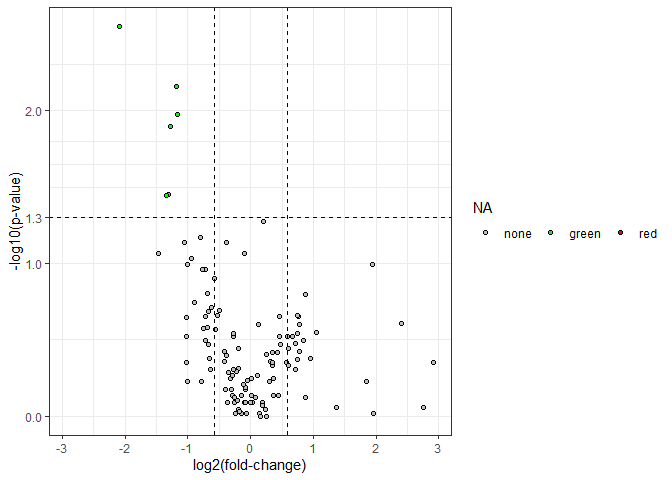 -log10(p-value)
2.0
1.3
1.0
0.0
-3 -2 -1 0 1 2 3
log2(fold-change)
NA
none green red